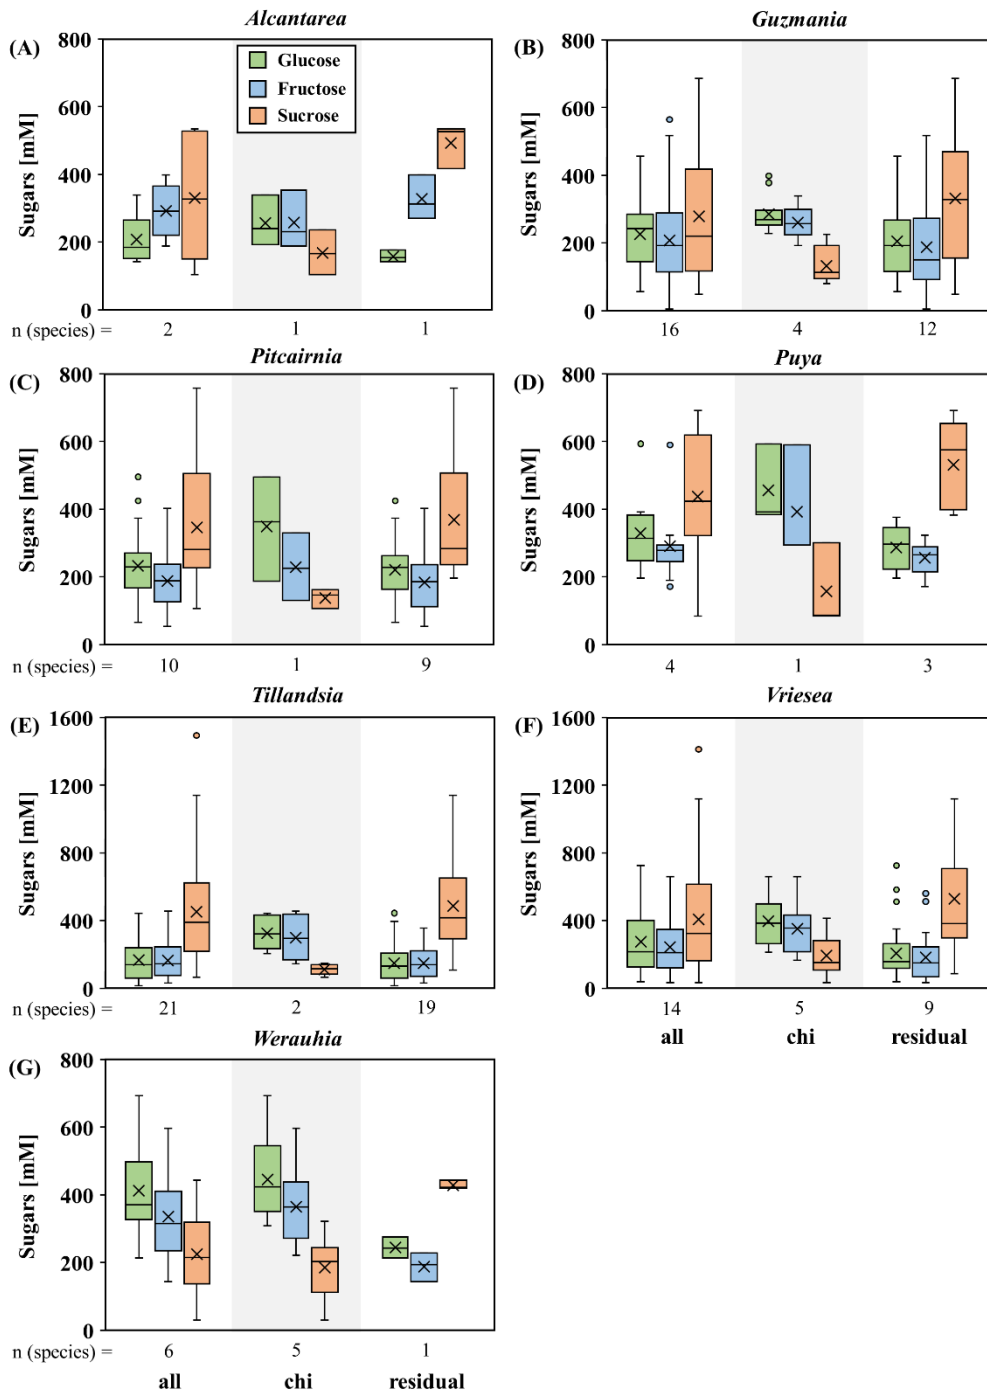 Alcantarea
(A)
Sugars [mM]
800
600
400
200
0
Glucose
Fructose
Sucrose
n (species) =
2
1
1
Guzmania
(B)
Sugars [mM]
800
600
400
200
0
16
4
12
Pitcairnia
(C)
Sugars [mM]
800
600
400
200
0
n (species) =
10
1
9
Puya
(D)
Sugars [mM]
800
600
400
200
0
4
1
3
Tillandsia
(E)
Sugars [mM]
1600
1200
800
400
0
n (species) =
21
2
19
Vriesea
(F)
Sugars [mM]
1600
1200
800
400
0
14
5
9
all
chi
residual
Werauhia
(G)
Sugars [mM]
800
600
400
200
0
n (species) =
6
5
1
all
chi
residual